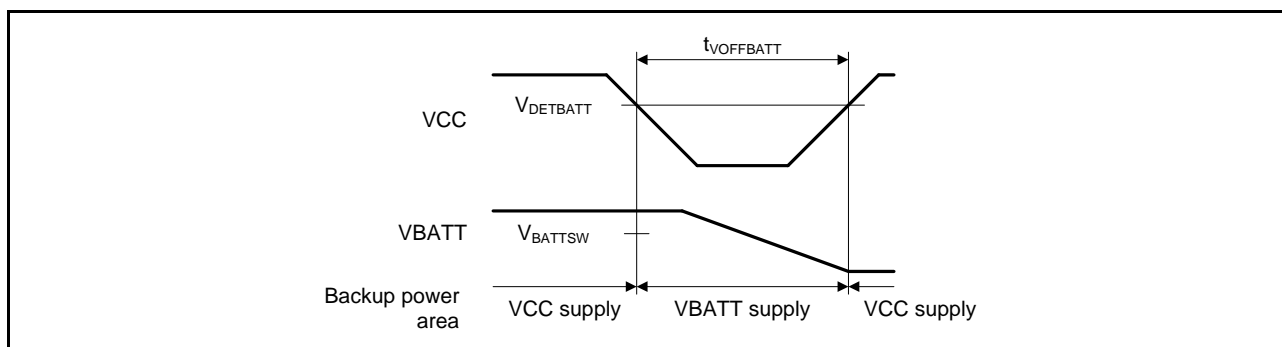 tVOFFBATT
VDETBATT
VCC
VBATT
VBATTSW
Backup power
area
VCC supply
VBATT supply
VCC supply